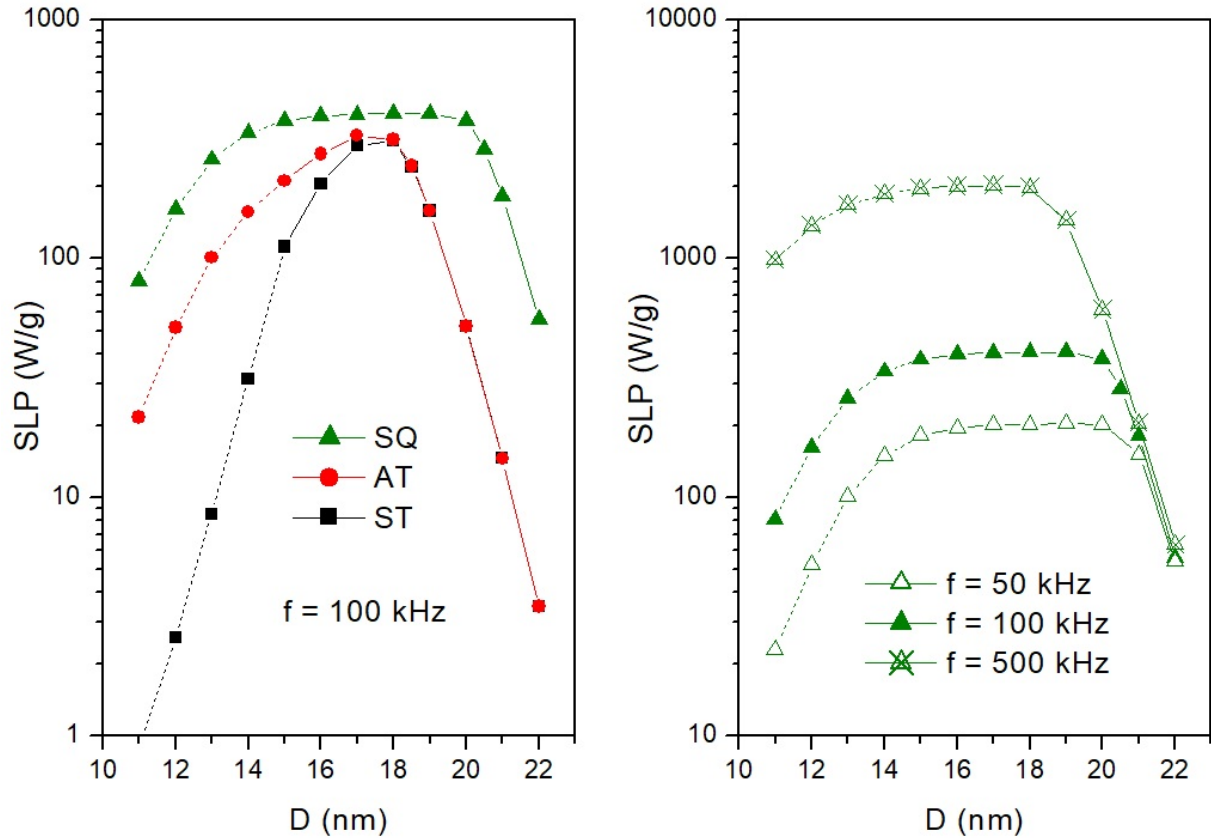 1000
100
10
1
SLP (W/g)
SQ
AT
ST
f = 100 kHz
10 12 14 16 18 20 22
D (nm)
10000
1000
100
10
SLP (W/g)
f = 50 kHz
f = 100 kHz
f = 500 kHz
10 12 14 16 18 20 22
D (nm)